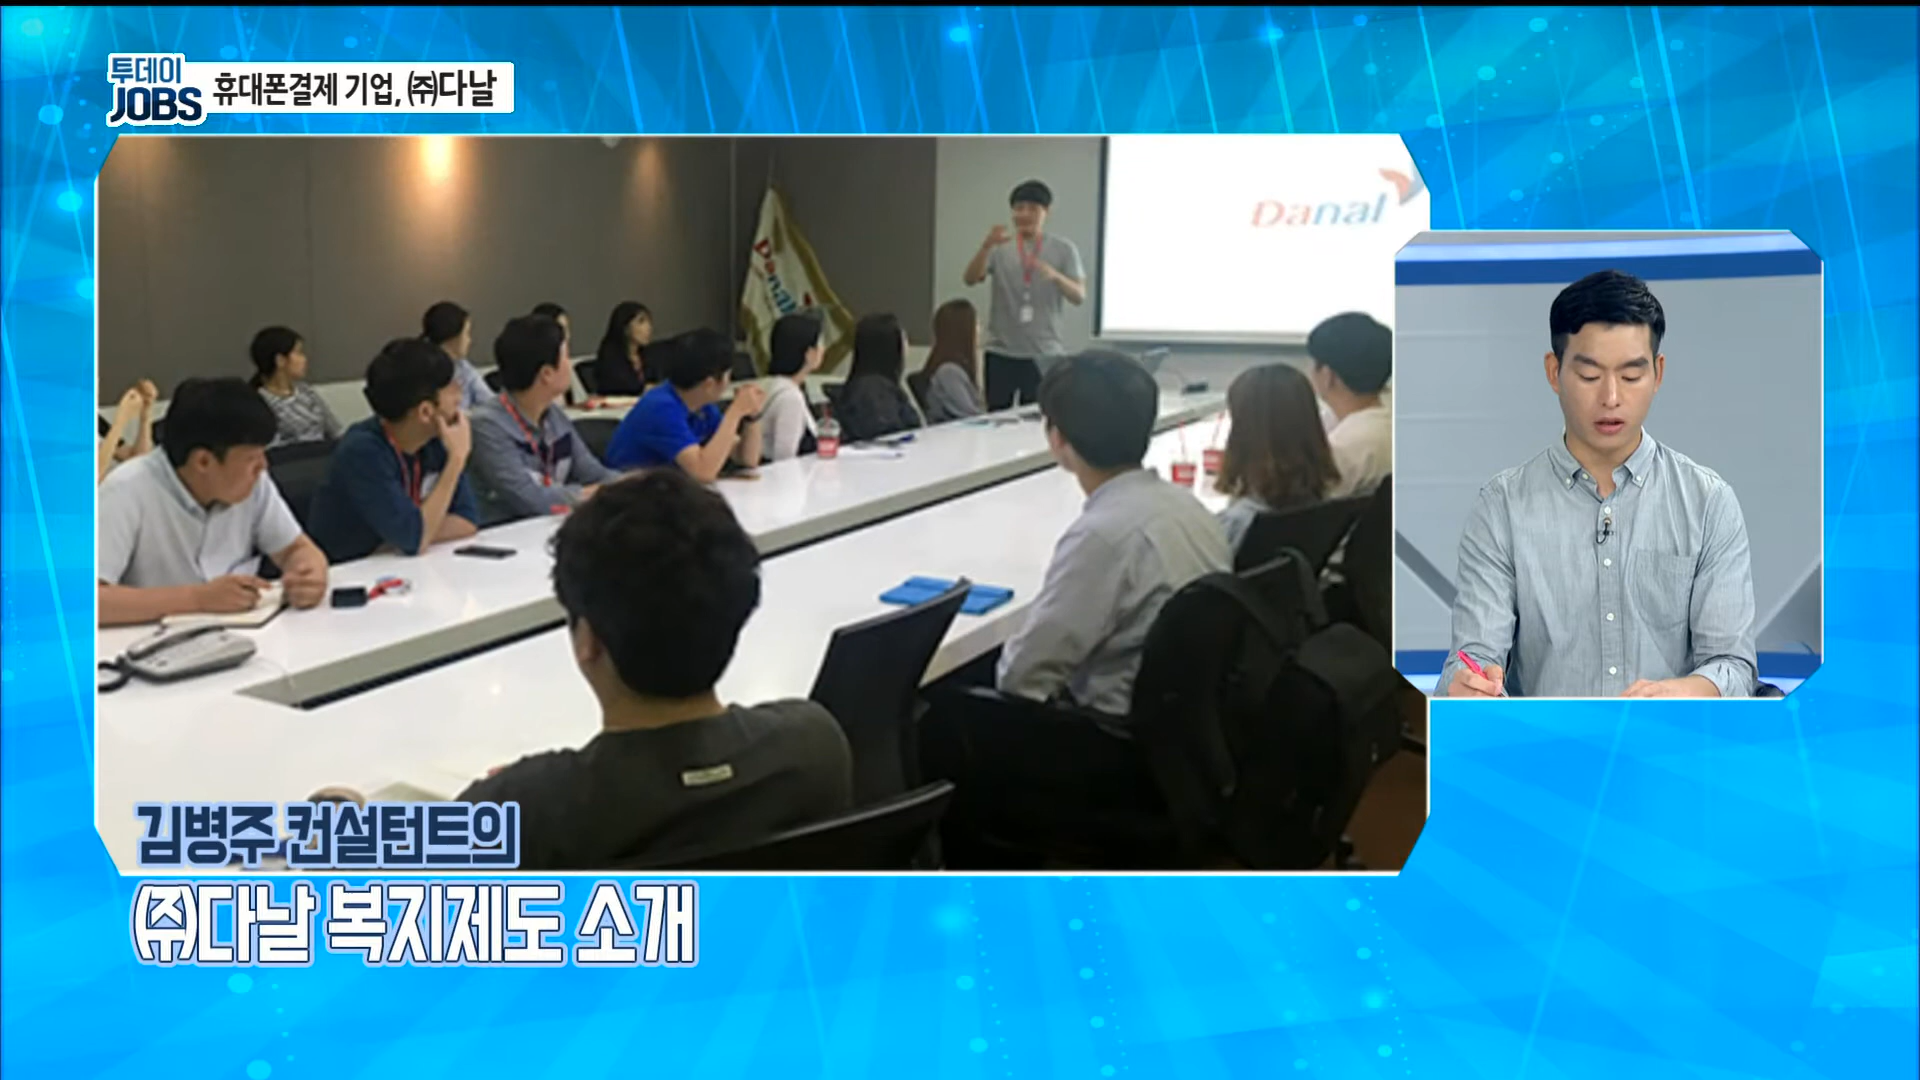 투데이
JOBS
휴대폰결제 기업, ㈜다날
Danal
Danal
김병주 컨설턴트의
㈜다날 복지제도 소개